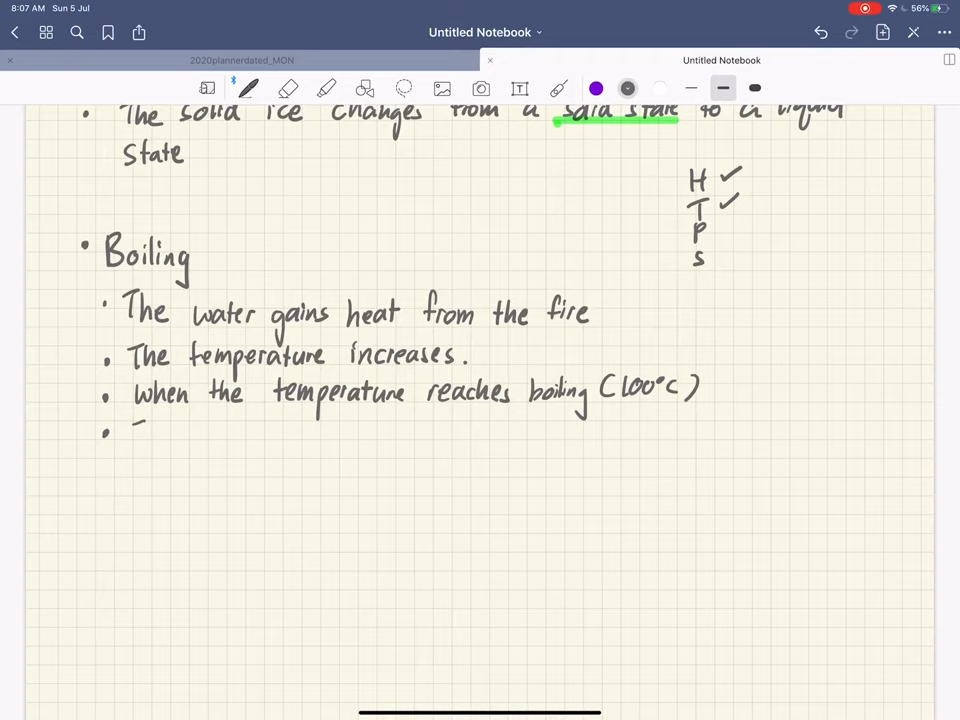 8:07 AM Sun 5 Jul
56%
Untitled Notebook
2020plannerdated_MON
Untitled Notebook
• The solid ice changes from a solid state to a liquid
state
H ✓
T ✓
P
S
• Boiling
• The water gains heat from the fire
• The temperature increases.
• When the temperature reaches boiling (100°C)
•